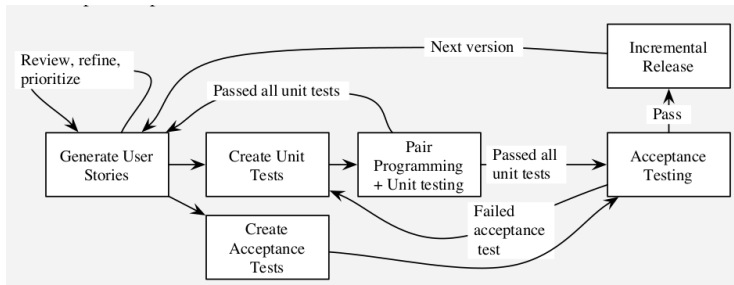 Next version
Incremental
Release
Review, refine,
prioritize
Passed all unit tests
Pass
Generate User
Stories
Create Unit
Tests
Pair
Programming
+ Unit testing
Passed all
unit tests
Acceptance
Testing
Failed
acceptance
test
Create
Acceptance
Tests